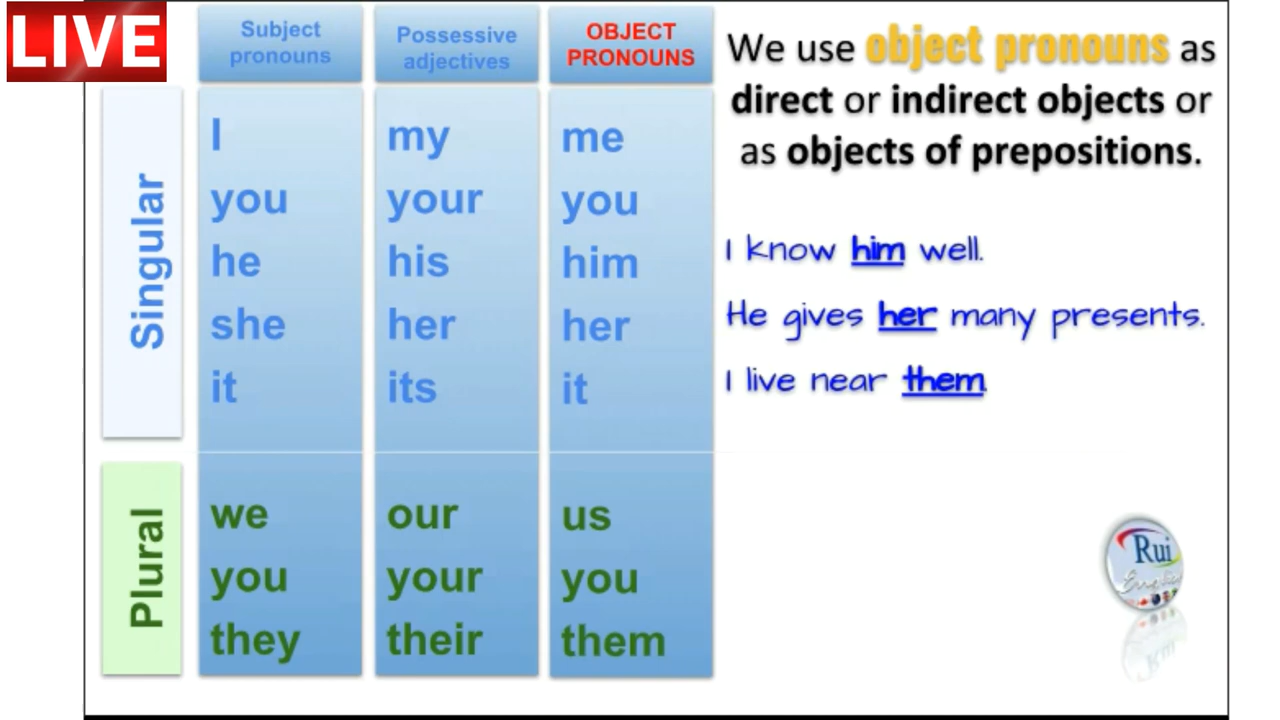 LIVE
Subject
pronouns
Possessive
adjectives
OBJECT
PRONOUNS
Singular
I my me
you your you
he his him
she her her
it its it
Plural
we our us
you your you
they their them
We use object pronouns as
direct or indirect objects or
as objects of prepositions.
I know him well.
He gives her many presents.
I live near them.
Rui
English